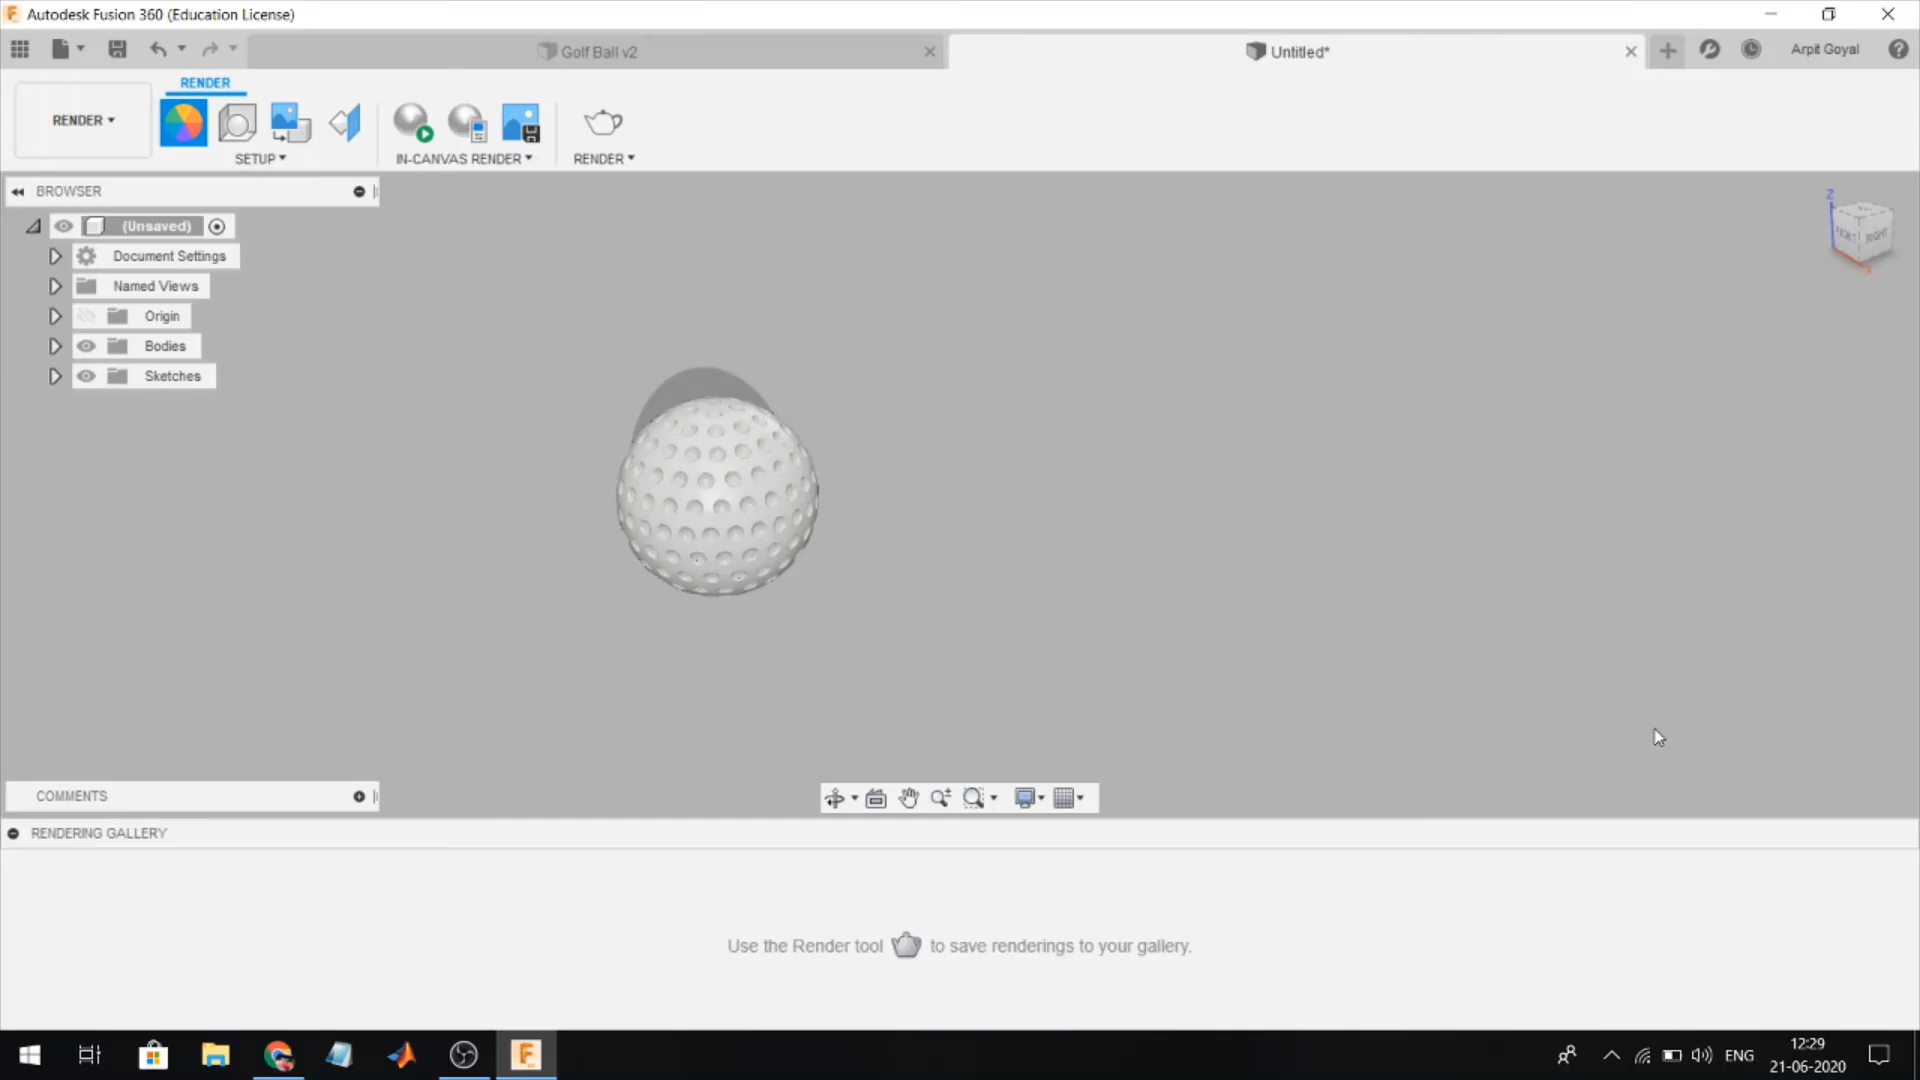 Autodesk Fusion 360 (Education License)
Golf Ball v2
Untitled*
Arpit Goyal
RENDER
RENDER
SETUP
IN-CANVAS RENDER
RENDER
BROWSER
(Unsaved)
Document Settings
Named Views
Origin
Bodies
Sketches
Z
FRONT
RIGHT
X
COMMENTS
RENDERING GALLERY
Use the Render tool to save renderings to your gallery.
ENG
12:29
21-06-2020